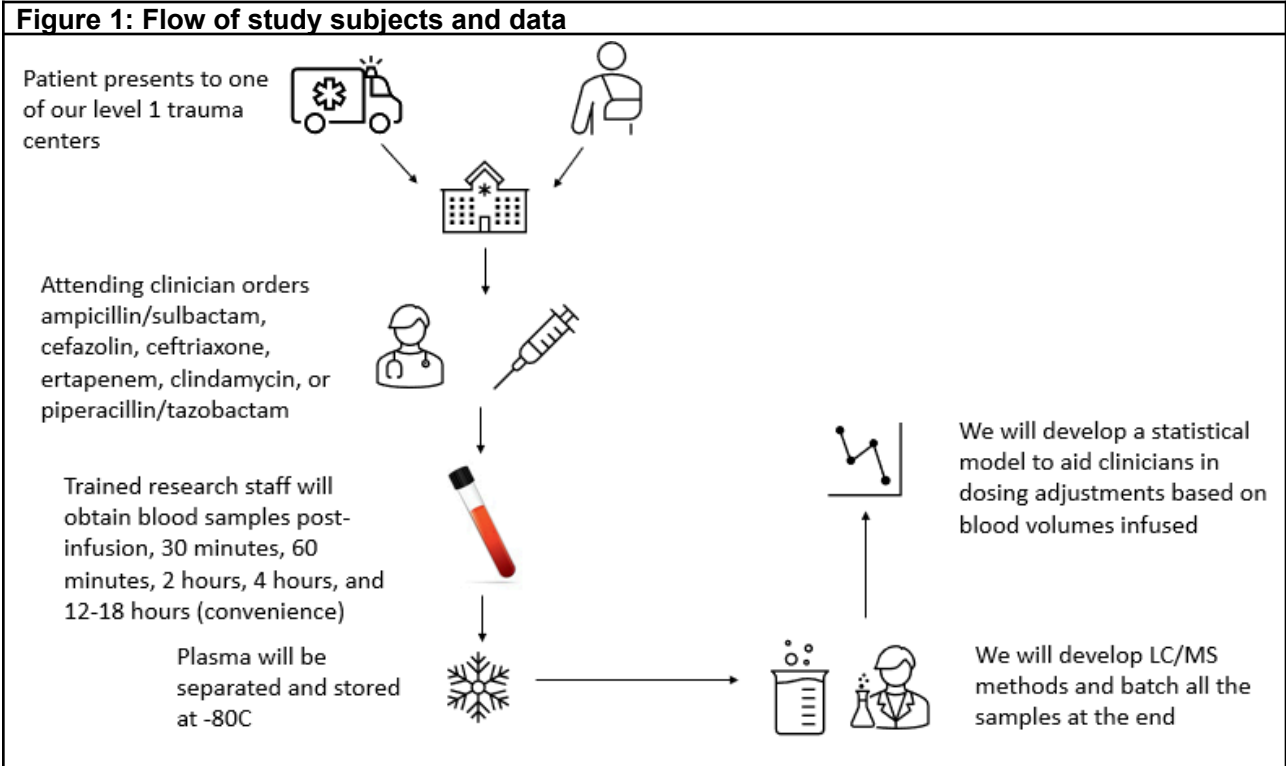 Figure 1: Flow of study subjects and data
Patient presents to one
of our level 1 trauma
centers
Attending clinician orders
ampicillin/sulbactam,
cefazolin, ceftriaxone,
ertapenem, clindamycin, or
piperacillin/tazobactam
Trained research staff will
obtain blood samples post-
infusion, 30 minutes, 60
minutes, 2 hours, 4 hours, and
12-18 hours (convenience)
Plasma will be
separated and stored
at -80C
We will develop LC/MS
methods and batch all the
samples at the end
We will develop a statistical
model to aid clinicians in
dosing adjustments based on
blood volumes infused